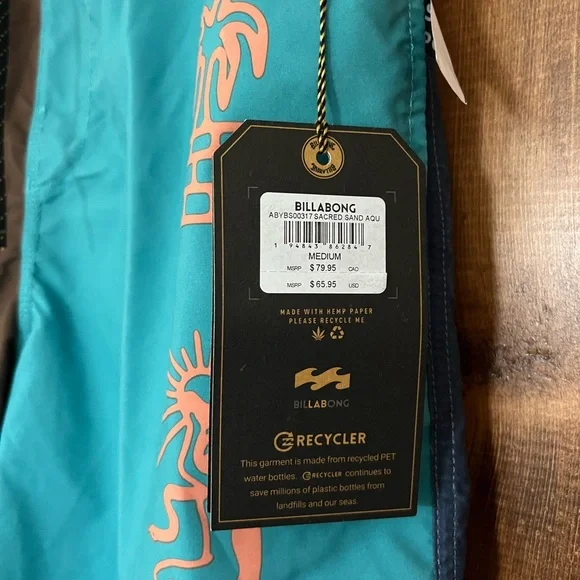 BILLABONG
BILLABONG
BILLABONG
ABYBS00317 SACRED SAND AQU
1 94843 86284 7
MEDIUM
MSRP $79.95 CAD
MSRP $65.95 USD
MADE WITH HEMP PAPER
PLEASE RECYCLE ME
BILLABONG
RECYCLER
This garment is made from recycled PET
water bottles. RECYCLER continues to
save millions of plastic bottles from
landfills and our seas.